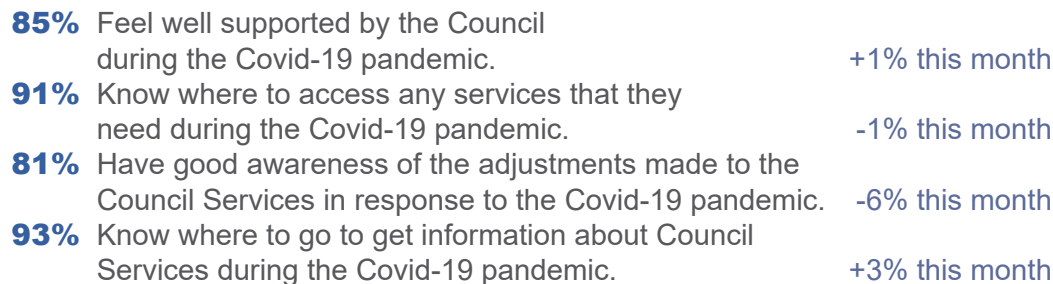 85% Feel well supported by the Council
during the Covid-19 pandemic. +1% this month
91% Know where to access any services that they
need during the Covid-19 pandemic. -1% this month
81% Have good awareness of the adjustments made to the
Council Services in response to the Covid-19 pandemic. -6% this month
93% Know where to go to get information about Council
Services during the Covid-19 pandemic. +3% this month